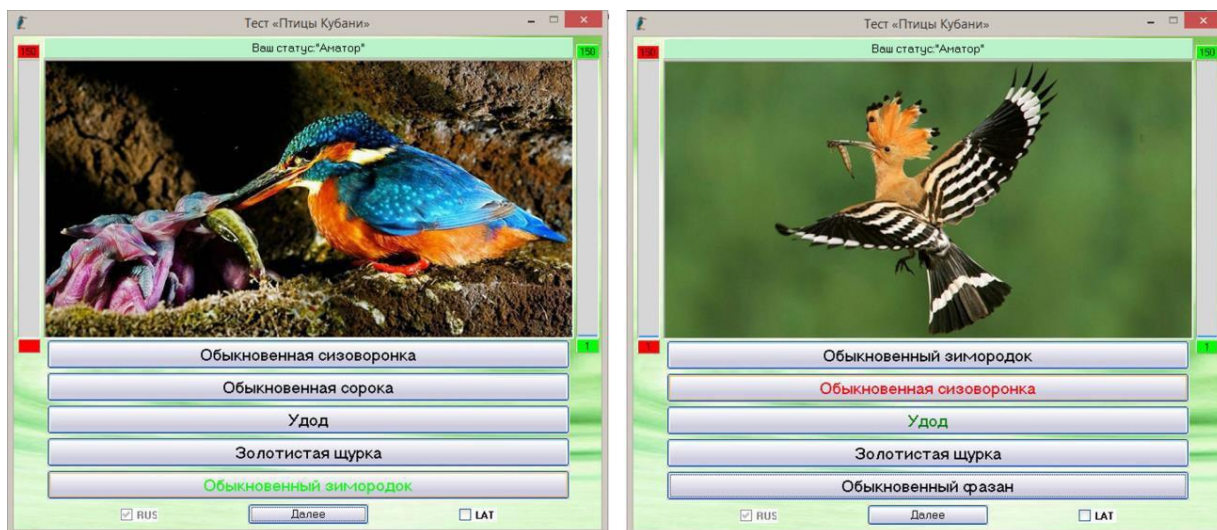 Тест «Птицы Кубани»
Ваш статус:"Аматор"
150
150
1
Обыкновенная сизоворонка
Обыкновенная сорока
Удод
Золотистая щурка
Обыкновенный зимородок
RUS
Далее
LAT
Тест «Птицы Кубани»
Ваш статус:"Аматор"
150
150
1
1
Обыкновенный зимородок
Обыкновенная сизоворонка
Удод
Золотистая щурка
Обыкновенный фазан
RUS
Далее
LAT